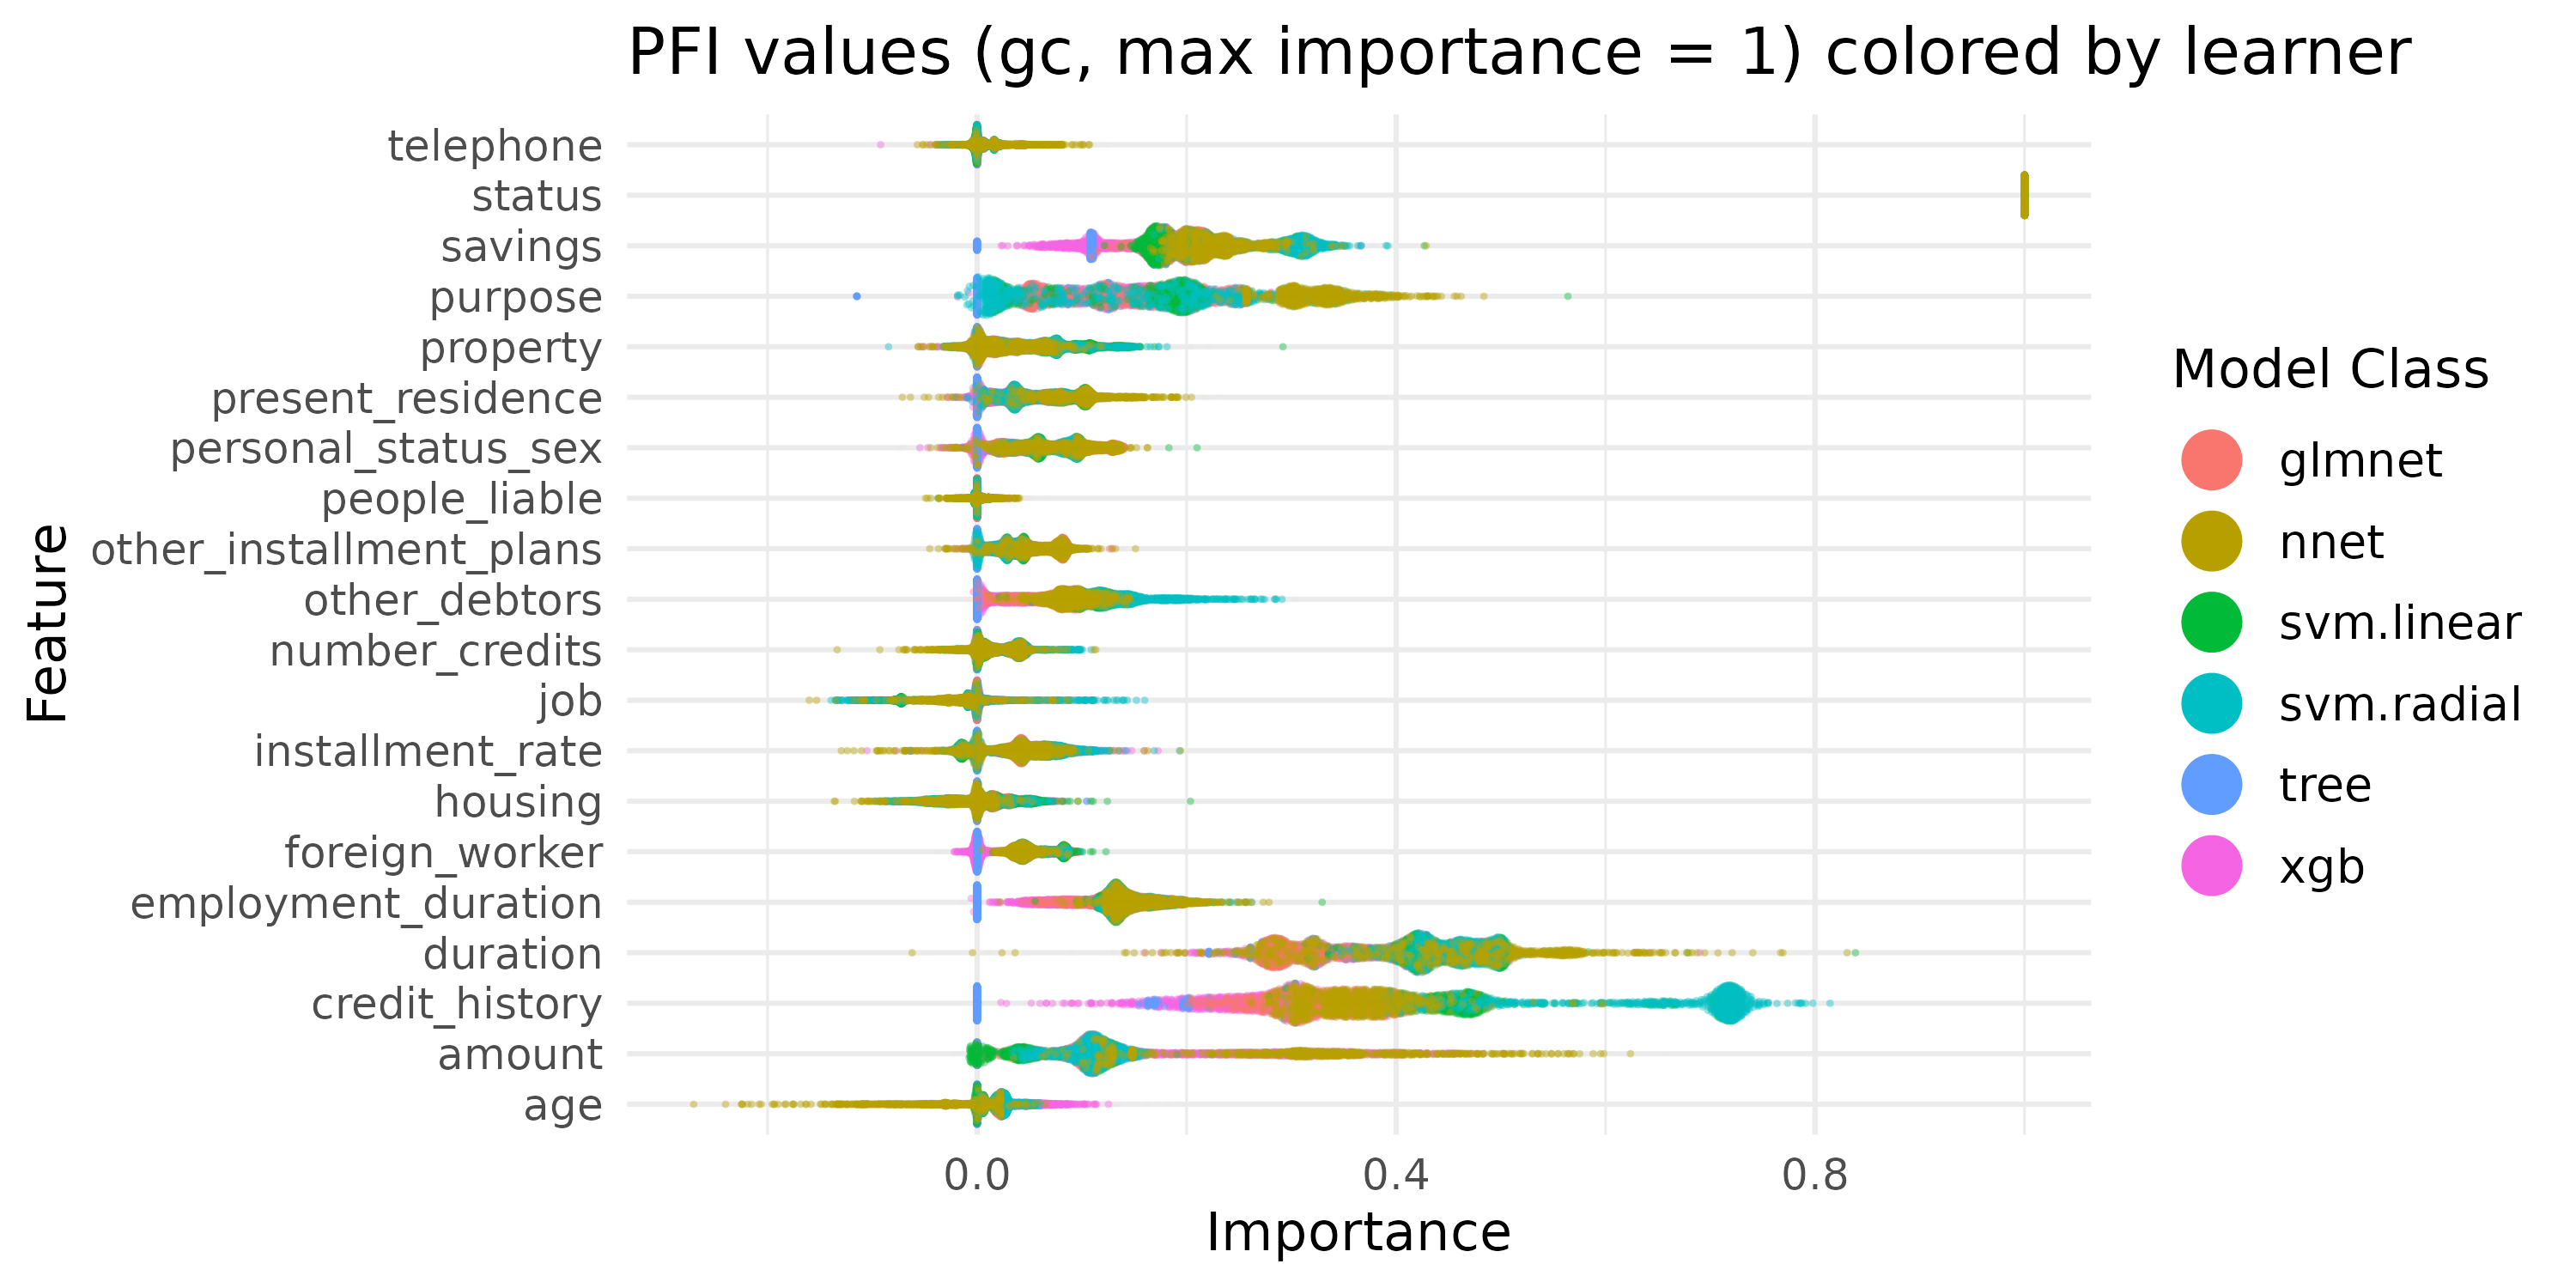 PFI values (gc, max importance = 1) colored by learner
telephone
status
savings
purpose
property
present_residence
personal_status_sex
people_liable
other_installment_plans
other_debtors
number_credits
job
installment_rate
housing
foreign_worker
employment_duration
duration
credit_history
amount
age
Feature
0.0
0.4
0.8
Importance
Model Class
glmnet
nnet
svm.linear
svm.radial
tree
xgb